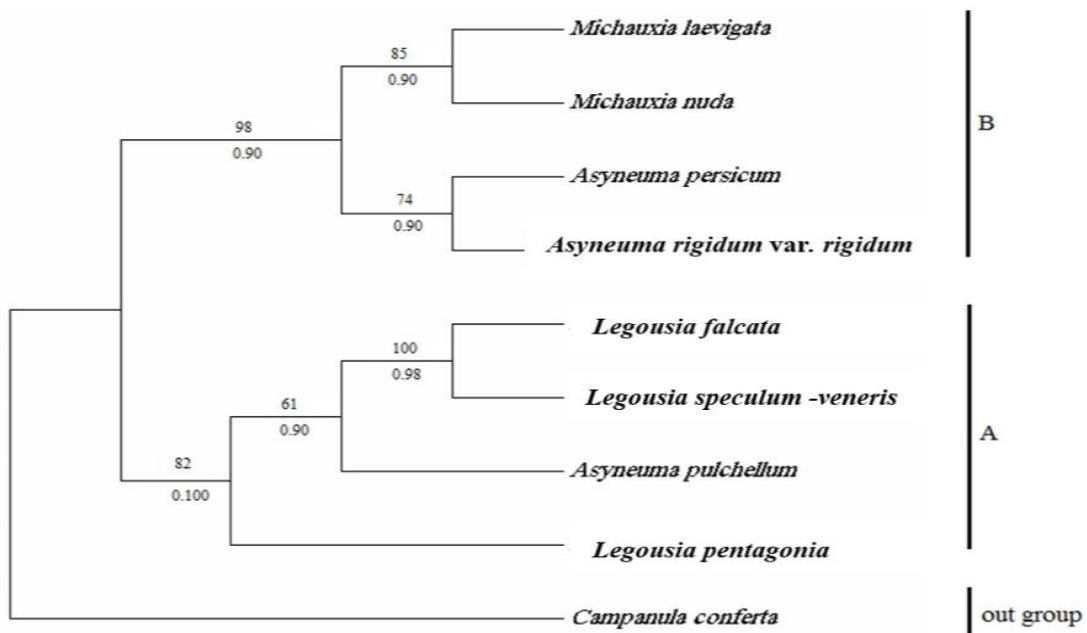 Michauxia laevigata
85
0.90
Michauxia nuda
B
98
0.90
Asyneuma persicum
74
0.90
Asyneuma rigidum var. rigidum
Legousia falcata
100
0.98
Legousia speculum -veneris
61
0.90
A
Asyneuma pulchellum
82
0.100
Legousia pentagonia
Campanula conferta
out group